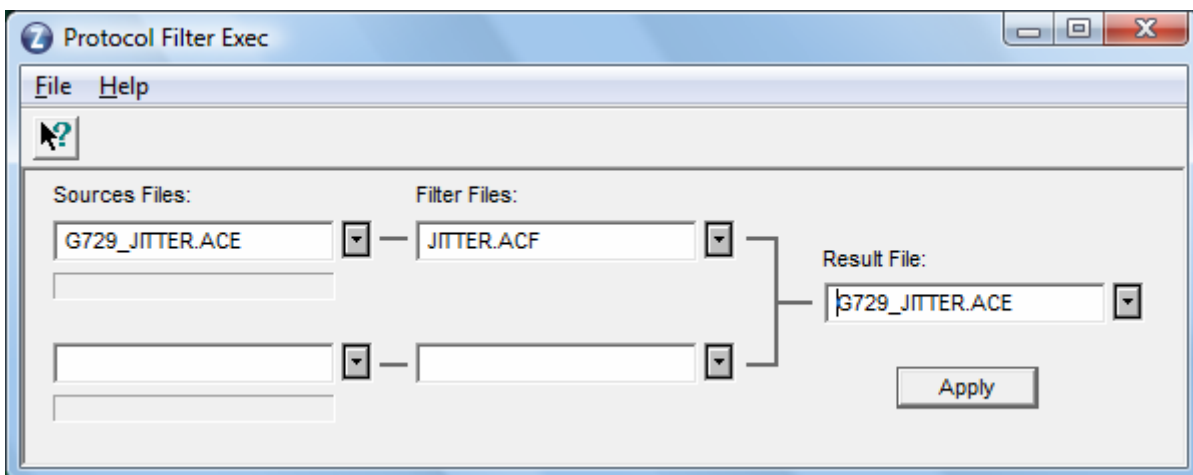 Protocol Filter Exec
File Help
Sources Files:
Filter Files:
G729_JITTER.ACE
JITTER.ACF
Result File:
G729_JITTER.ACE
Apply